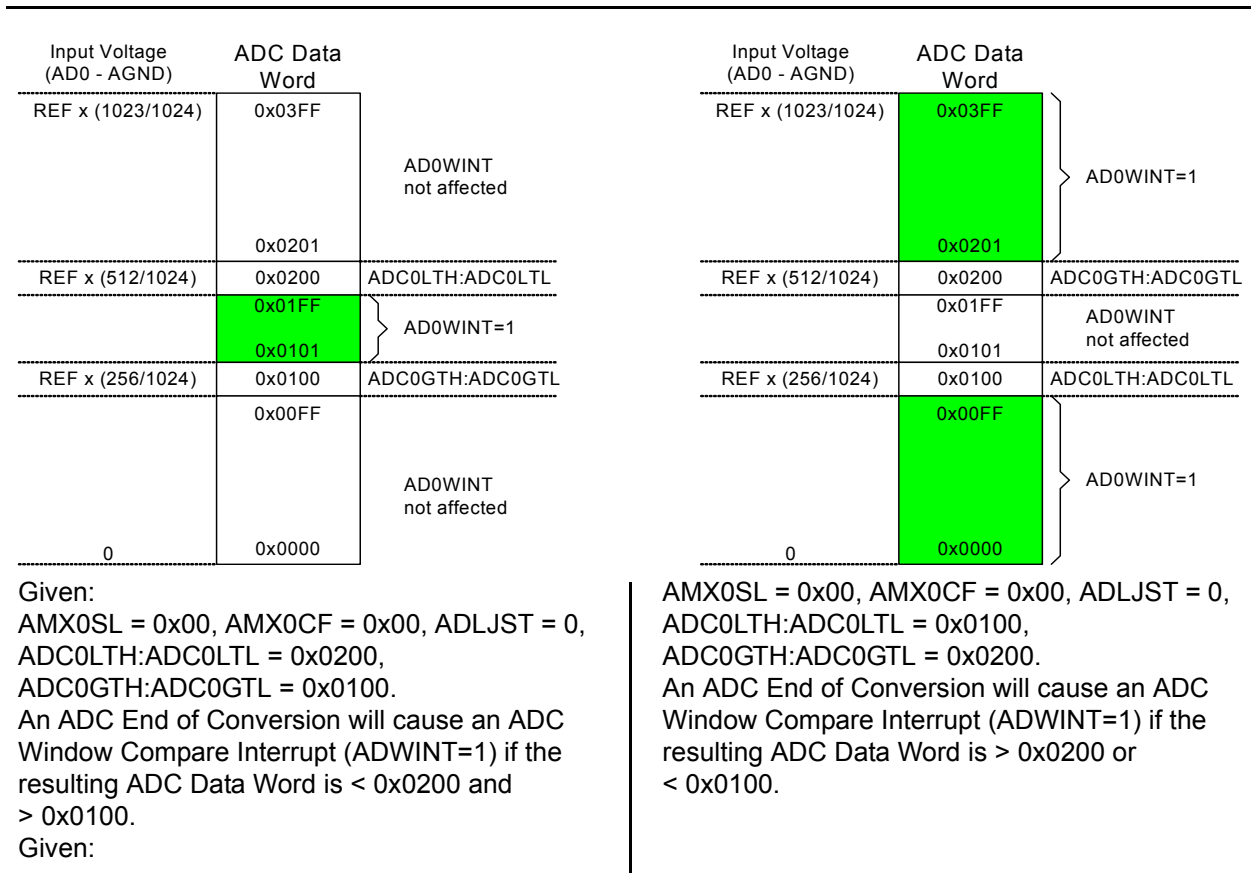 Input Voltage
(AD0 - AGND)
ADC Data
Word
REF x (1023/1024)
0x03FF
AD0WINT
not affected
0x0201
REF x (512/1024)
0x0200
ADC0LTH:ADC0LTL
0x01FF
AD0WINT=1
0x0101
REF x (256/1024)
0x0100
ADC0GTH:ADC0GTL
0x00FF
AD0WINT
not affected
0
0x0000
Given:
AMX0SL = 0x00, AMX0CF = 0x00, ADLJST = 0,
ADC0LTH:ADC0LTL = 0x0200,
ADC0GTH:ADC0GTL = 0x0100.
An ADC End of Conversion will cause an ADC
Window Compare Interrupt (ADWINT=1) if the
resulting ADC Data Word is < 0x0200 and
> 0x0100.
Given:
Input Voltage
(AD0 - AGND)
ADC Data
Word
REF x (1023/1024)
0x03FF
AD0WINT=1
0x0201
REF x (512/1024)
0x0200
ADC0GTH:ADC0GTL
0x01FF
AD0WINT
not affected
0x0101
REF x (256/1024)
0x0100
ADC0LTH:ADC0LTL
0x00FF
AD0WINT=1
0
0x0000
AMX0SL = 0x00, AMX0CF = 0x00, ADLJST = 0,
ADC0LTH:ADC0LTL = 0x0100,
ADC0GTH:ADC0GTL = 0x0200.
An ADC End of Conversion will cause an ADC
Window Compare Interrupt (ADWINT=1) if the
resulting ADC Data Word is > 0x0200 or
< 0x0100.